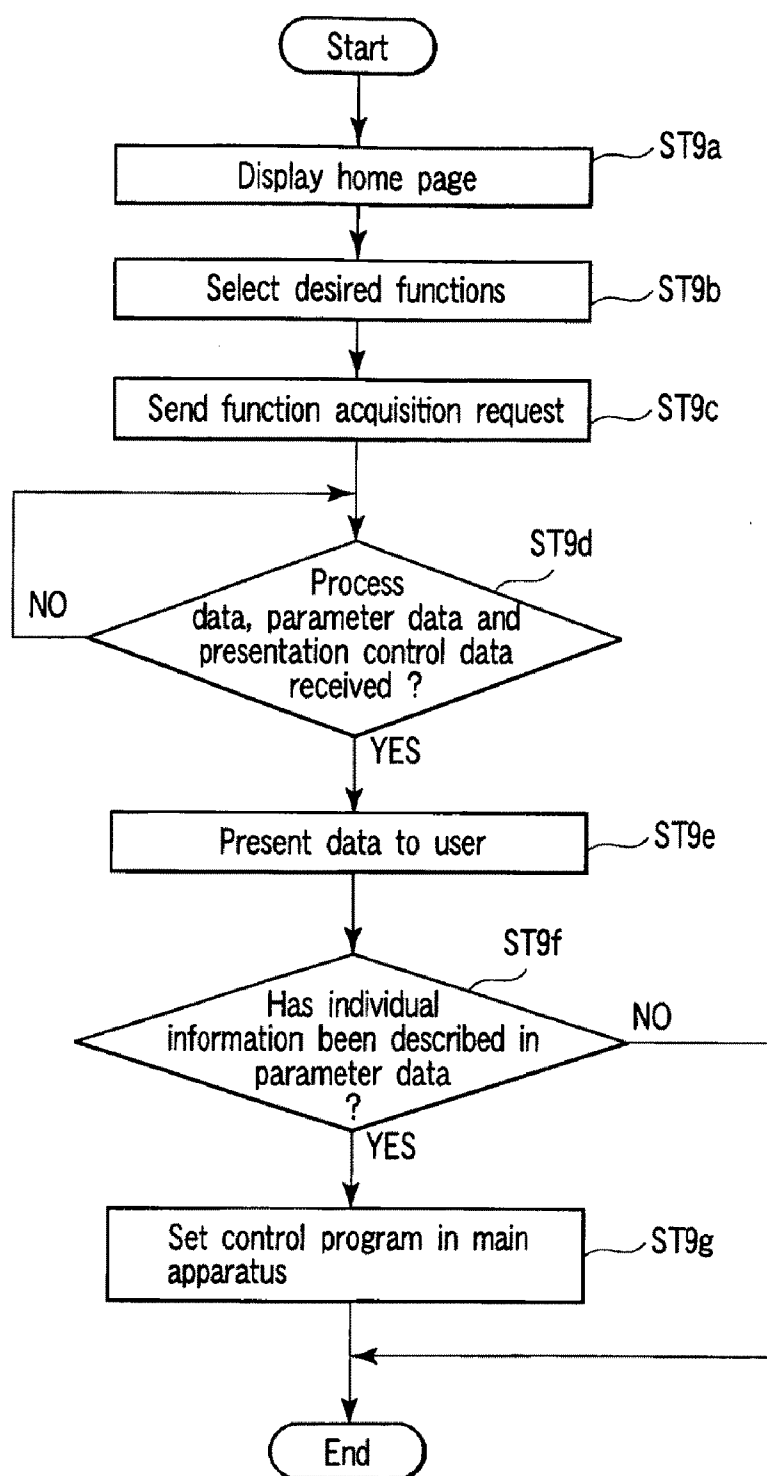 Start
ST9a
Display home page
Select desired functions
ST9b
Send function acquisition request
ST9c
ST9d
Process
data, parameter data and
presentation control data
received ?
NO
YES
Present data to user
ST9e
ST9f
Has individual
information been described in
parameter data
?
NO
YES
Set control program in main
apparatus
ST9g
End